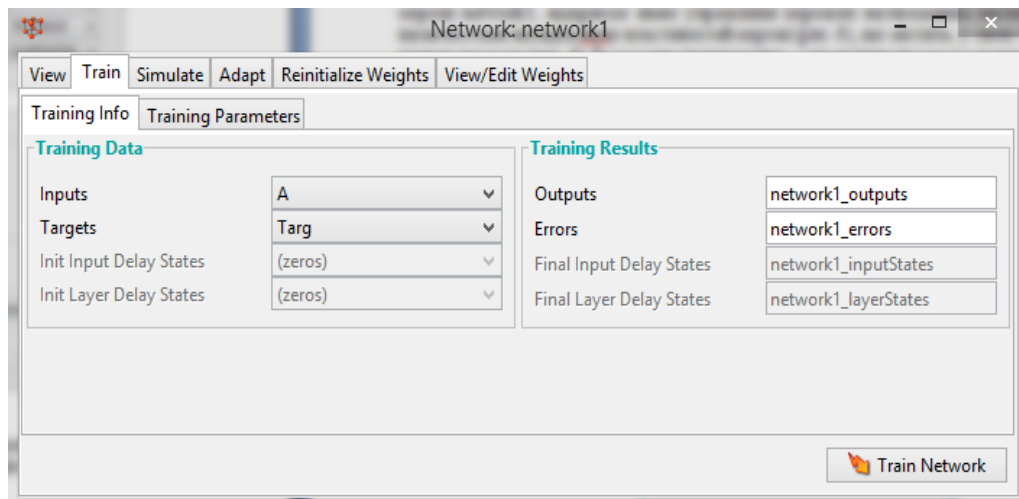 Network: network1
View Train Simulate Adapt Reinitialize Weights View/Edit Weights
Training Info Training Parameters
Training Data
Inputs A
Targets Targ
Init Input Delay States (zeros)
Init Layer Delay States (zeros)
Training Results
Outputs network1_outputs
Errors network1_errors
Final Input Delay States network1_inputStates
Final Layer Delay States network1_layerStates
Train Network